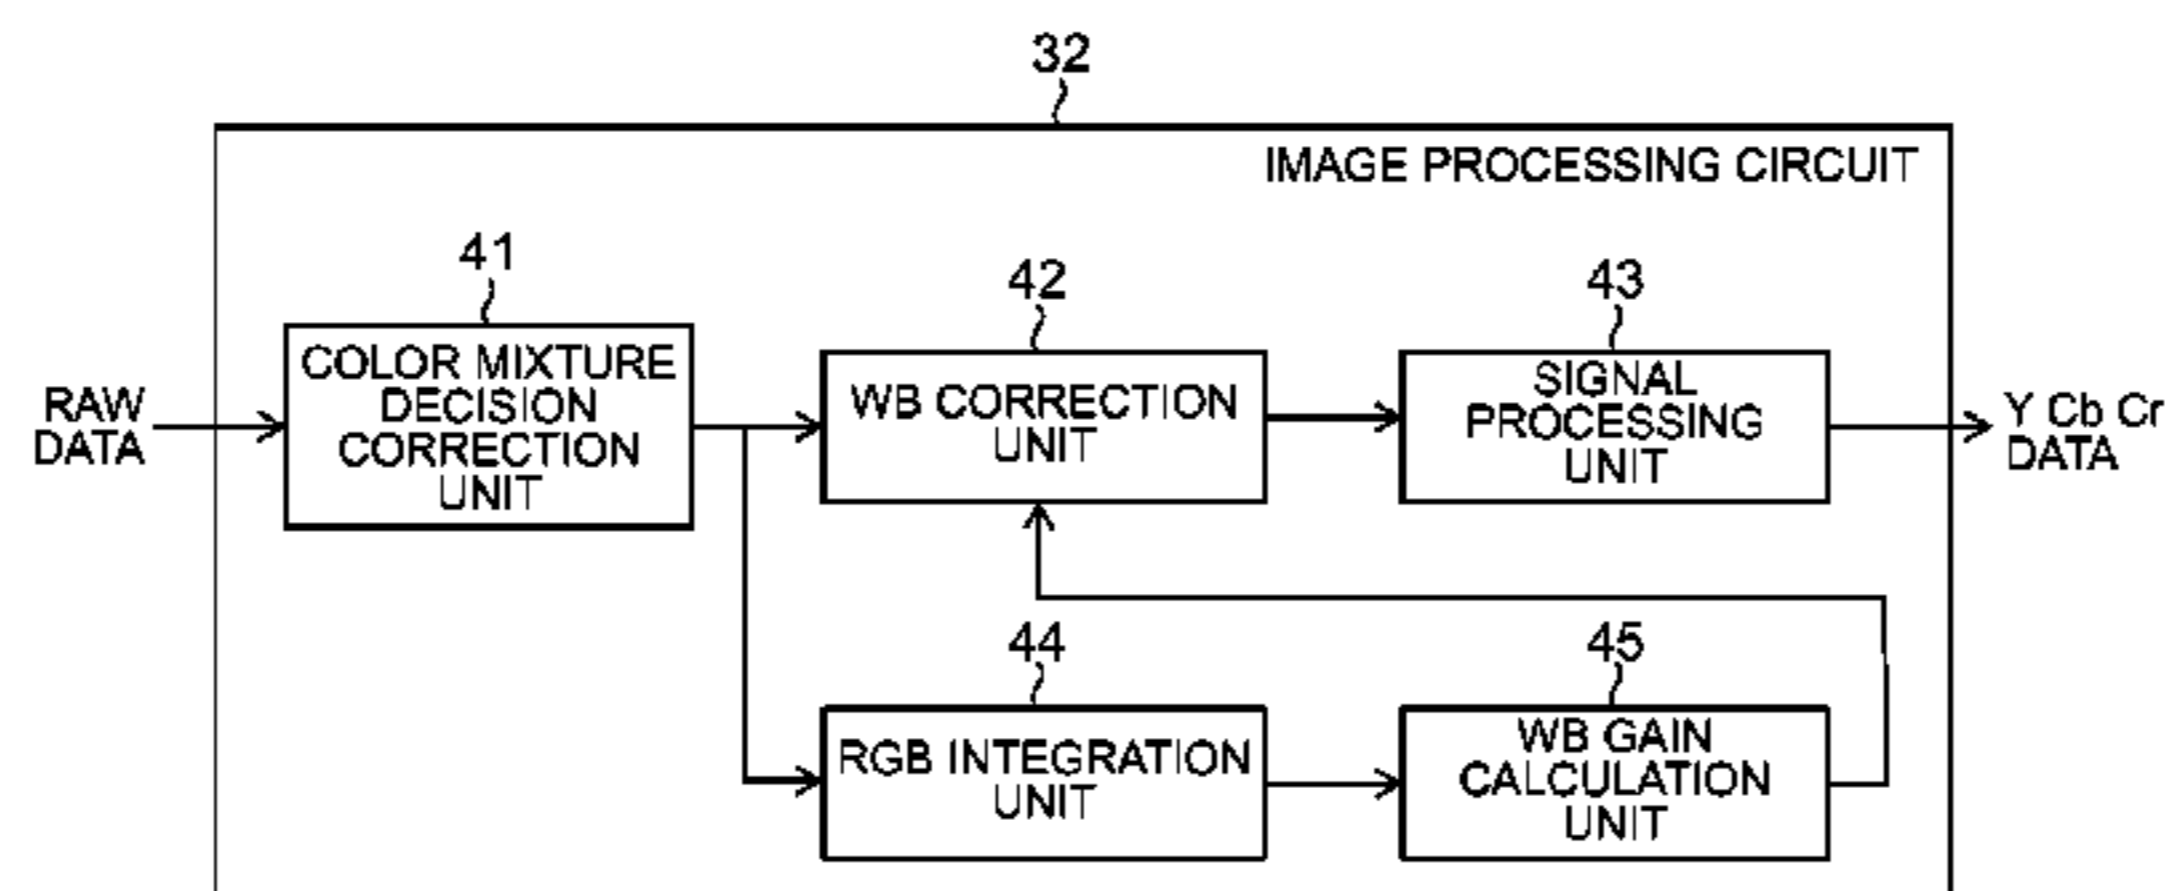 32
IMAGE PROCESSING CIRCUIT
41
COLOR MIXTURE
DECISION
CORRECTION
UNIT
42
WB CORRECTION
UNIT
43
SIGNAL
PROCESSING
UNIT
RAW
DATA
Y Cb Cr
DATA
44
RGB INTEGRATION
UNIT
45
WB GAIN
CALCULATION
UNIT